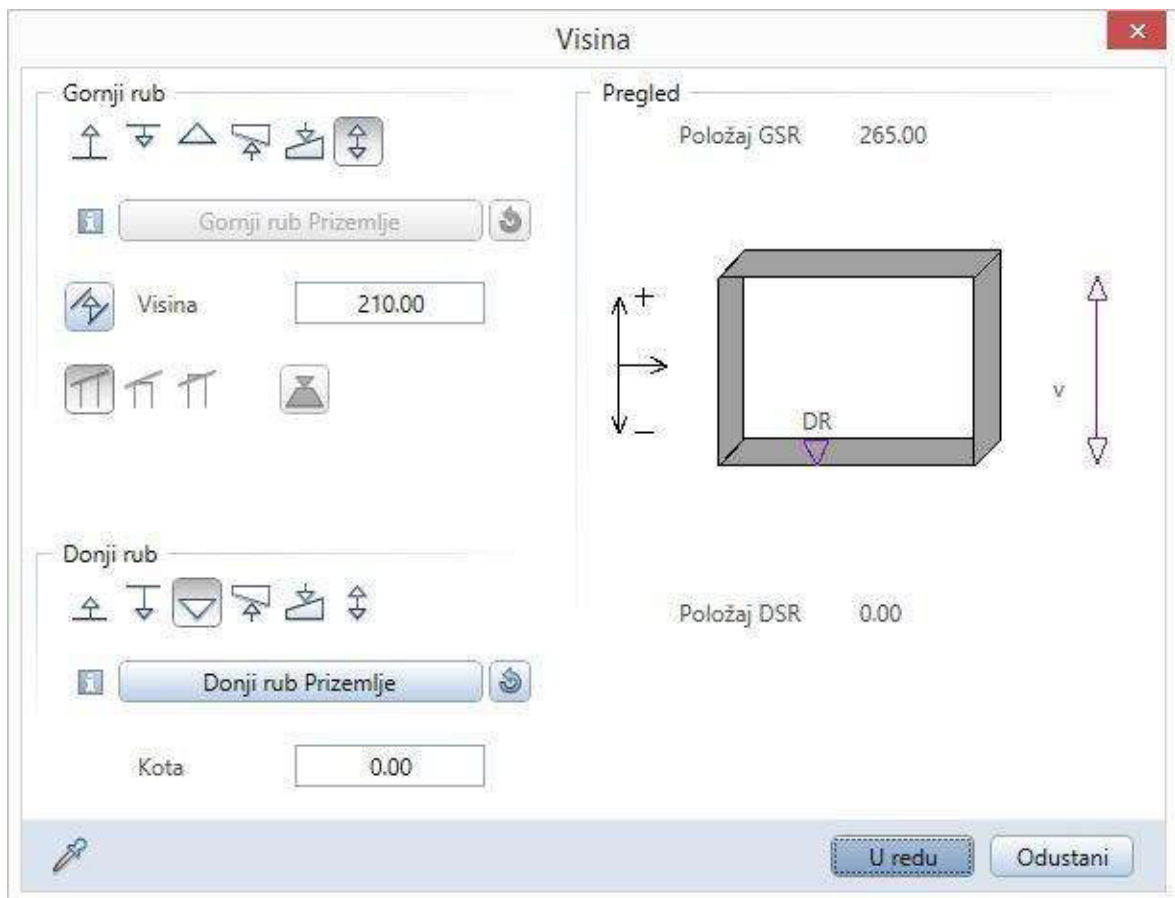 Visina
Gornji rub
Gornji rub Prizemlje
Visina 210.00
Donji rub
Donji rub Prizemlje
Kota 0.00
Pregled
Položaj GSR 265.00
+
−
DR
v
Položaj DSR 0.00
U redu Odustani